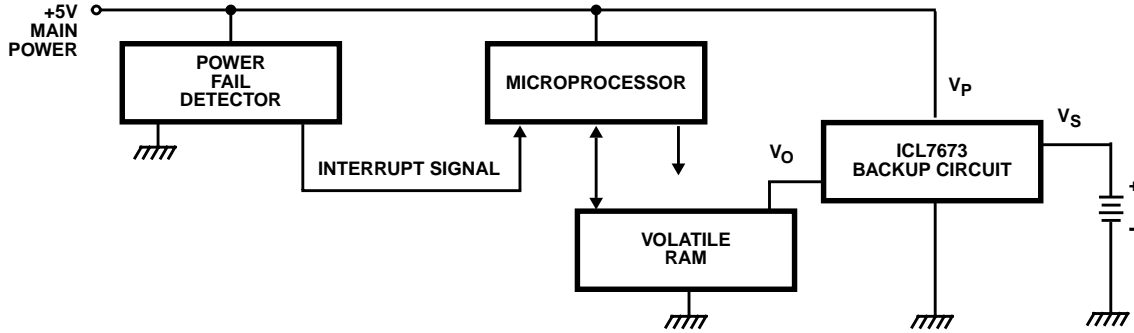 +5V
MAIN
POWER
POWER
FAIL
DETECTOR
MICROPROCESSOR
VP
VS
INTERRUPT SIGNAL
VO
ICL7673
BACKUP CIRCUIT
+
-
VOLATILE
RAM